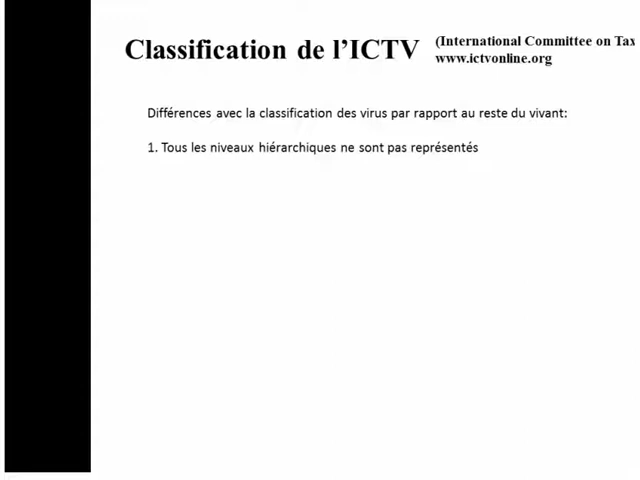 Classification de l’ICTV
(International Committee on
www.ictvonline.org
Différences avec la classification des virus par rapport au reste du vivant:
1. Tous les niveaux hiérarchiques ne sont pas représentés